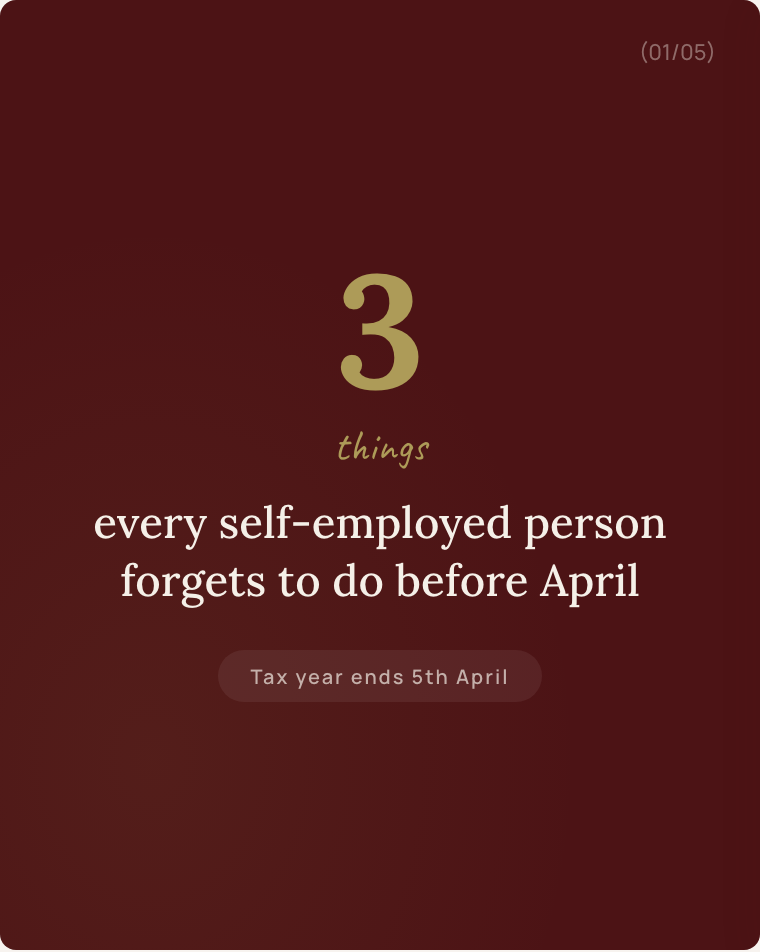 (01/05)
3
things
every self-employed person
forgets to do before April
Tax year ends 5th April